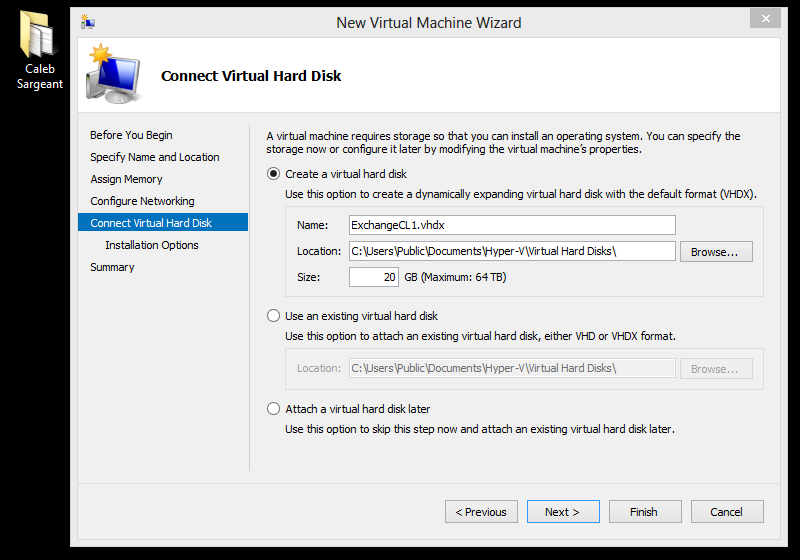 Caleb
Sargeant
New Virtual Machine Wizard
Connect Virtual Hard Disk
Before You Begin
Specify Name and Location
Assign Memory
Configure Networking
Connect Virtual Hard Disk
Installation Options
Summary
A virtual machine requires storage so that you can install an operating system. You can specify the
storage now or configure it later by modifying the virtual machine's properties.
Create a virtual hard disk
Use this option to create a dynamically expanding virtual hard disk with the default format (VHDX).
Name: ExchangeCL1.vhdx
Location: C:\Users\Public\Documents\Hyper-V\Virtual Hard Disks\ Browse...
Size: 20 GB (Maximum: 64 TB)
Use an existing virtual hard disk
Use this option to attach an existing virtual hard disk, either VHD or VHDX format.
Location: C:\Users\Public\Documents\Hyper-V\Virtual Hard Disks\ Browse...
Attach a virtual hard disk later
Use this option to skip this step now and attach an existing virtual hard disk later.
< Previous Next > Finish Cancel